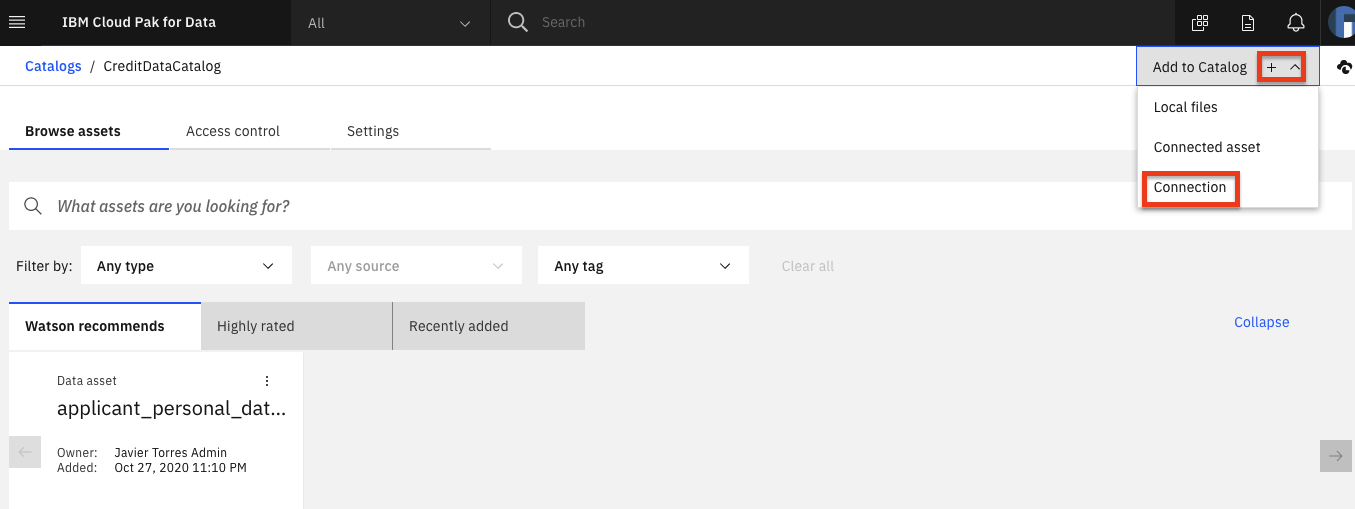 IBM Cloud Pak for Data
All
Search
Catalogs / CreditDataCatalog
Add to Catalog +
Local files
Connected asset
Connection
Browse assets
Access control
Settings
What assets are you looking for?
Filter by:
Any type
Any source
Any tag
Clear all
Watson recommends
Highly rated
Recently added
Collapse
Data asset
applicant_personal_dat...
Owner: Javier Torres Admin
Added: Oct 27, 2020 11:10 PM